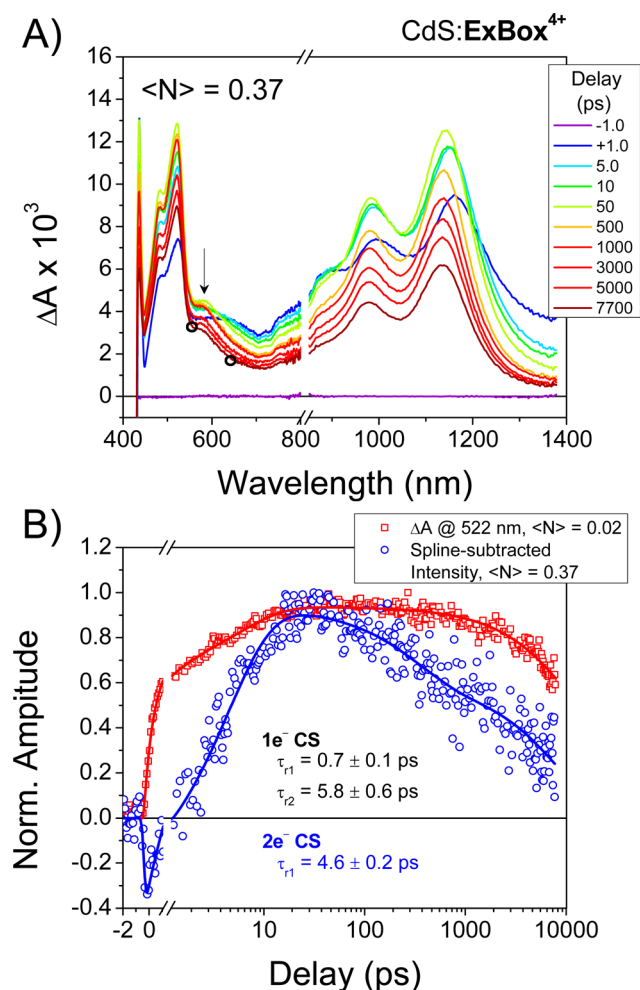 A)
CdS:ExBox⁴⁺
<N> = 0.37
Delay
(ps)
-1.0
+1.0
5.0
10
50
500
1000
3000
5000
7700
16
14
12
10
8
6
4
2
0
ΔA x 10³
400
600
800
1000
1200
1400
Wavelength (nm)
B)
ΔA @ 522 nm, <N> = 0.02
Spline-subtracted
Intensity, <N> = 0.37
1.2
1.0
0.8
0.6
0.4
0.2
0.0
-0.2
-0.4
Norm. Ampitude
1e⁻ CS
τr1 = 0.7 ± 0.1 ps
τr2 = 5.8 ± 0.6 ps
2e⁻ CS
τr1 = 4.6 ± 0.2 ps
-2
0
10
100
1000
10000
Delay (ps)